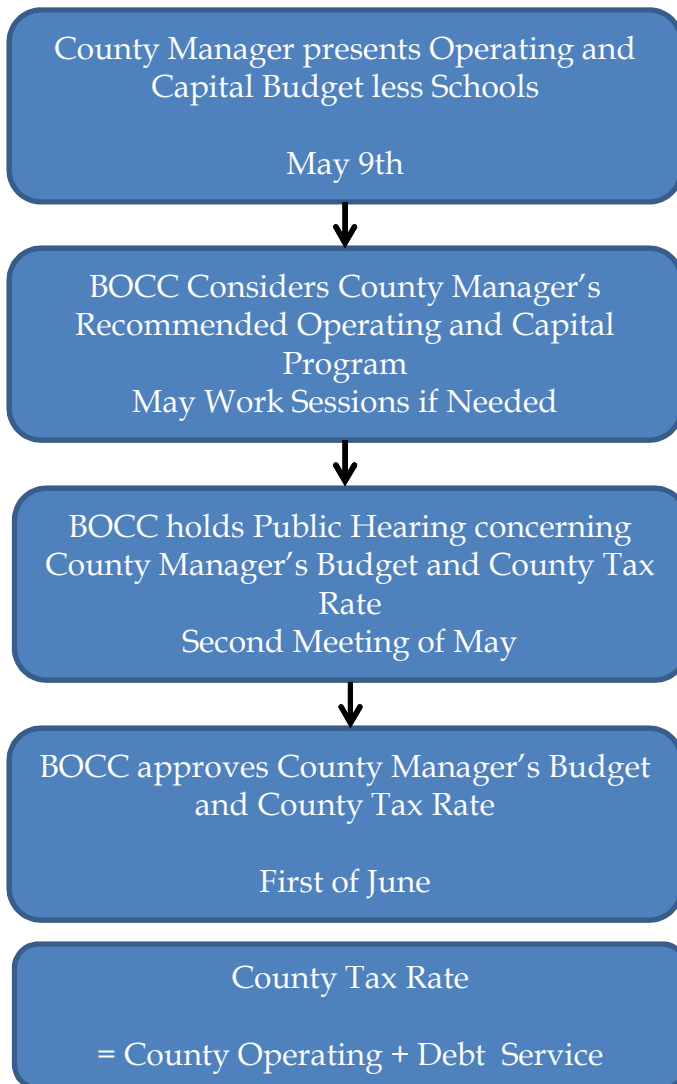 County Manager presents Operating and
Capital Budget less Schools
May 9th
BOCC Considers County Manager’s
Recommended Operating and Capital
Program
May Work Sessions if Needed
BOCC holds Public Hearing concerning
County Manager’s Budget and County Tax
Rate
Second Meeting of May
BOCC approves County Manager’s Budget
and County Tax Rate
First of June
County Tax Rate
= County Operating + Debt Service